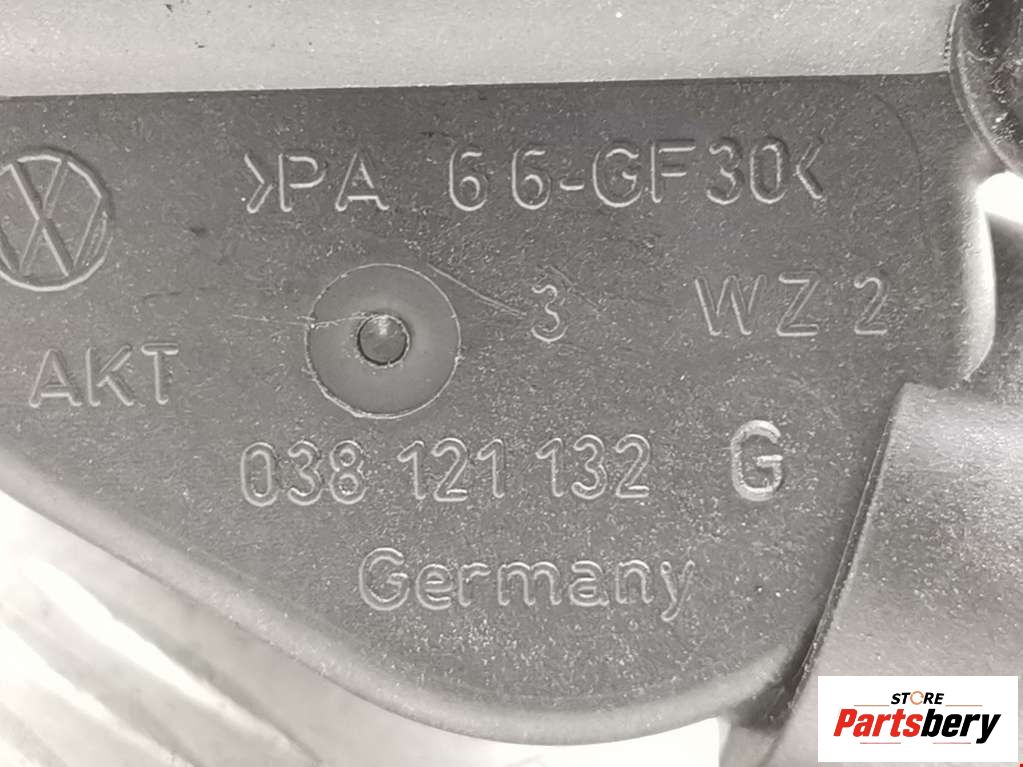 >PA 66-GF30<
3 WZ 2
AKT
038 121 132 G
Germany
STORE
Partsbery